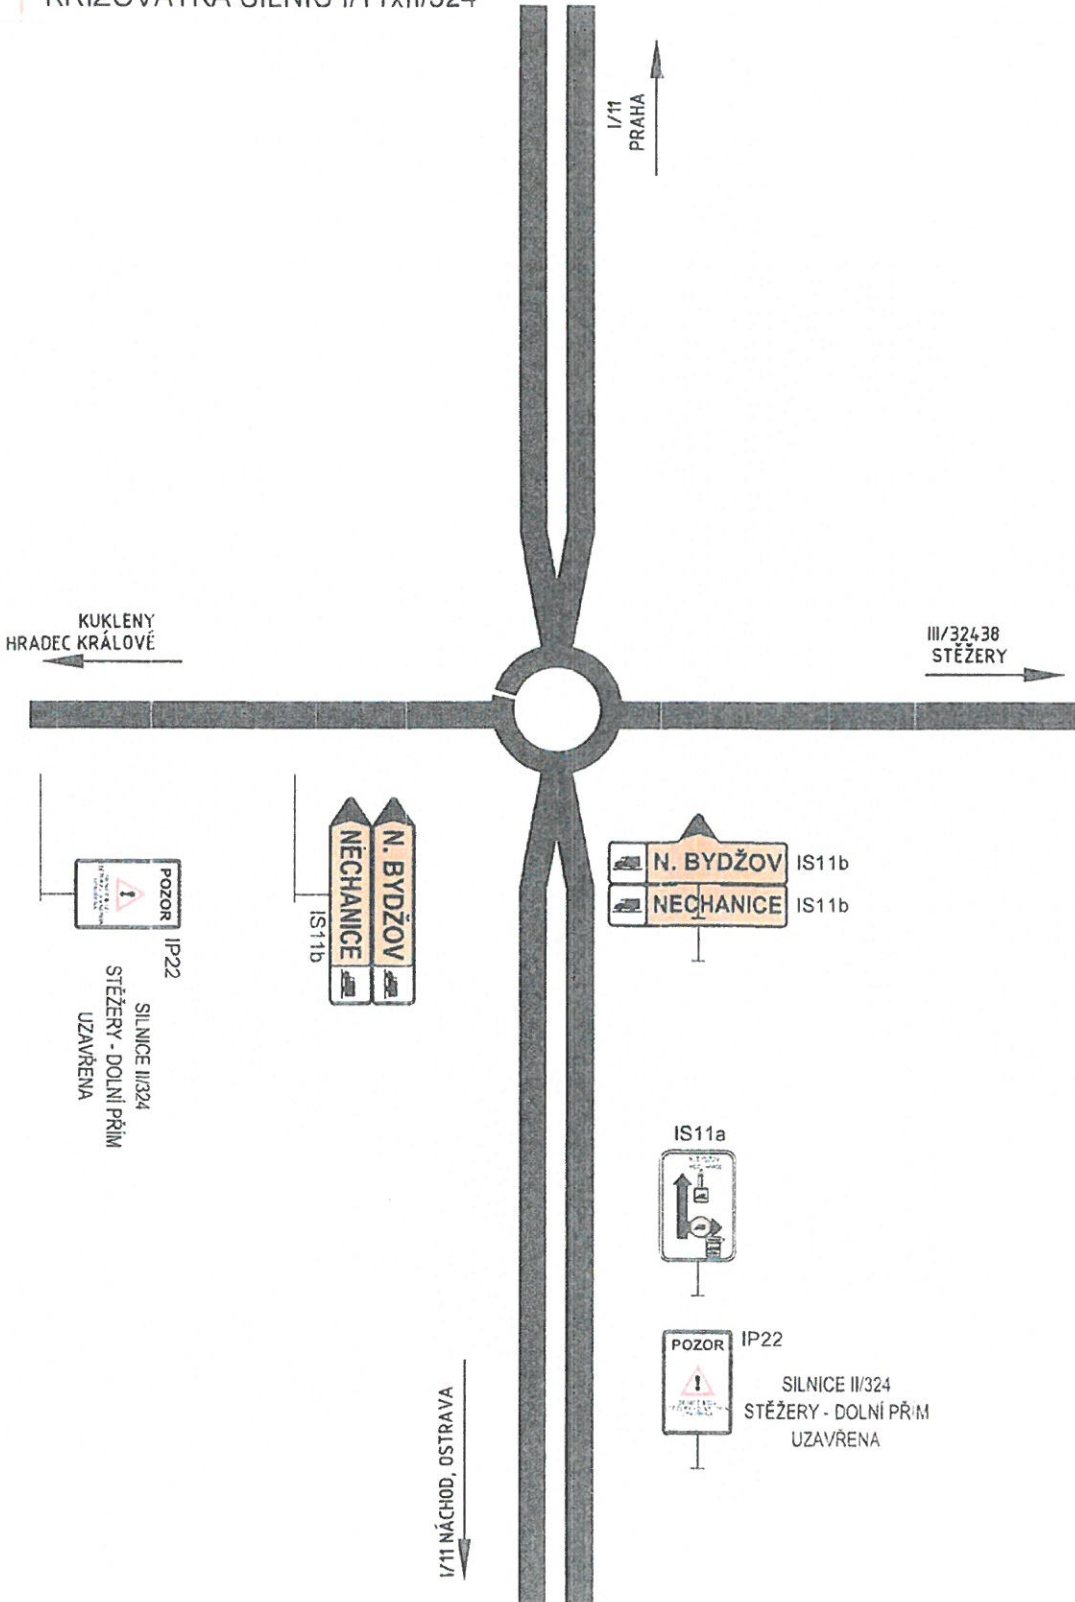 KŘIŽOVATKA SILNIC I/11xII/324
I/11
PRAHA
KUKLENY
HRADEC KRÁLOVÉ
III/32438
STĚŽERY
N. BYDŽOV
IS11b
NECHANICE
IS11b
N. BYDŽOV
NECHANICE
IS11b
POZOR
IP22
SILNICE II/324
STĚŽERY - DOLNÍ PŘÍM
UZAVŘENA
IS11a
POZOR
IP22
SILNICE II/324
STĚŽERY - DOLNÍ PŘÍM
UZAVŘENA
I/11 NÁCHOD, OSTRAVA